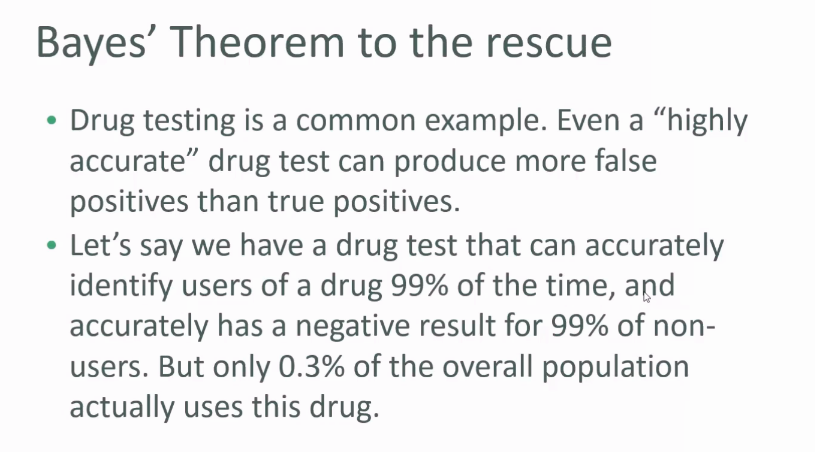 Bayes’ Theorem to the rescue
• Drug testing is a common example. Even a “highly
accurate” drug test can produce more false
positives than true positives.
• Let’s say we have a drug test that can accurately
identify users of a drug 99% of the time, and
accurately has a negative result for 99% of non-
users. But only 0.3% of the overall population
actually uses this drug.